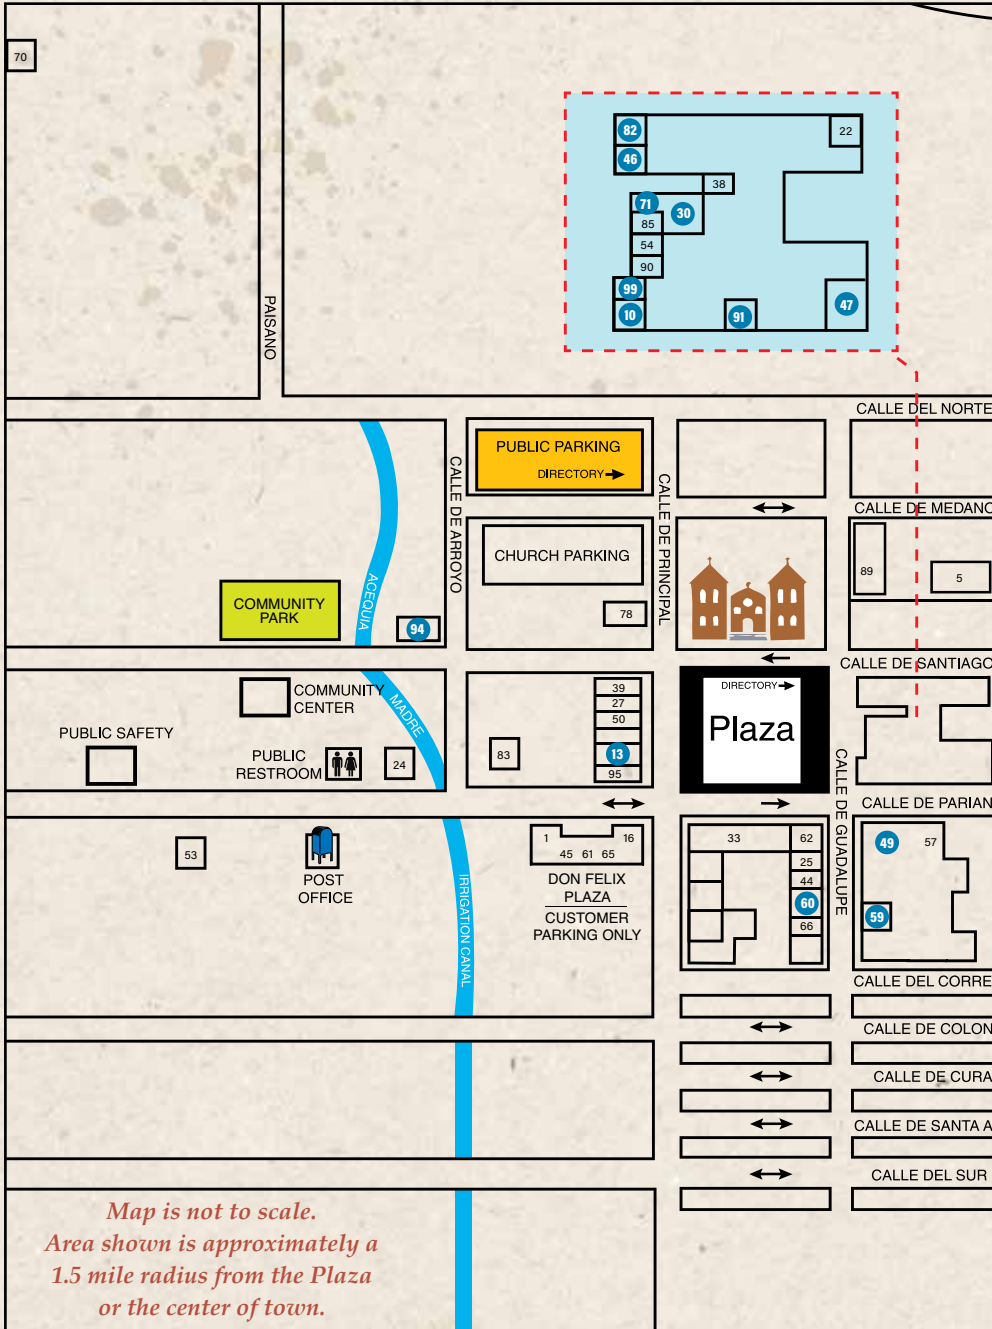 70
82
46
22
38
71
30
85
54
90
99
10
91
47
PAISANO
CALLE DEL NORTE
PUBLIC PARKING
DIRECTORY
CALLE DE ARROYO
CALLE DE PRINCIPAL
CALLE DE MEDANO
CHURCH PARKING
89
5
ACEQUIA
COMMUNITY
PARK
94
78
CALLE DE SANTIAGO
COMMUNITY
CENTER
MADRE
39
27
50
13
95
83
DIRECTORY
Plaza
PUBLIC SAFETY
PUBLIC
RESTROOM
24
CALLE DE GUADALUPE
CALLE DE PARIAN
53
POST
OFFICE
IRRIGATION CANAL
1
16
45 61 65
DON FELIX
PLAZA
CUSTOMER
PARKING ONLY
33
62
25
44
60
66
49
57
59
CALLE DEL CORRE
CALLE DE COLON
CALLE DE CURA
CALLE DE SANTA A
CALLE DEL SUR
Map is not to scale.
Area shown is approximately a
1.5 mile radius from the Plaza
or the center of town.